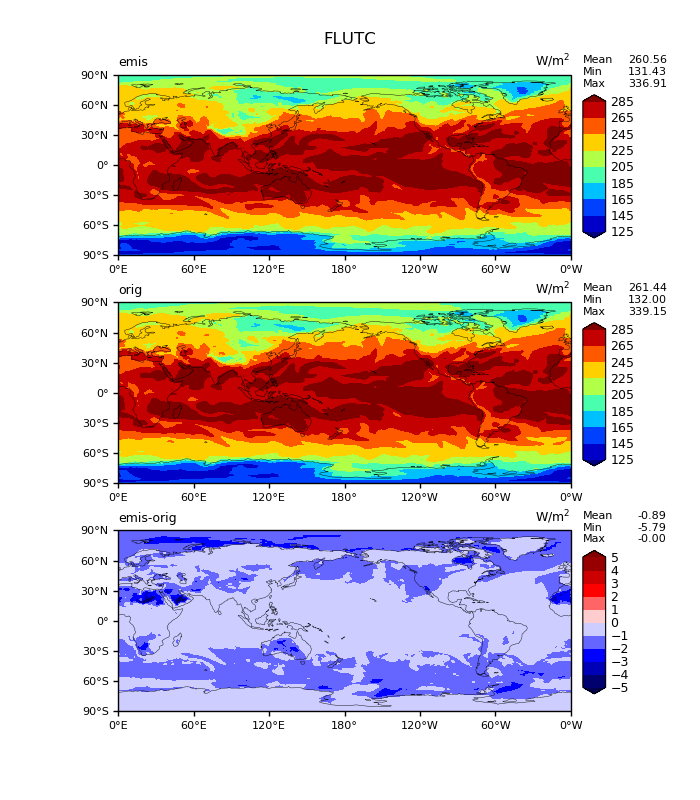 FLUTC
emis W/m² Mean 260.56
Min 131.43
Max 336.91
90°N
60°N
30°N
0°
30°S
60°S
90°S
0°E 60°E 120°E 180° 120°W 60°W 0°W
285
265
245
225
205
185
165
145
125
orig W/m² Mean 261.44
Min 132.00
Max 339.15
90°N
60°N
30°N
0°
30°S
60°S
90°S
0°E 60°E 120°E 180° 120°W 60°W 0°W
285
265
245
225
205
185
165
145
125
emis-orig W/m² Mean -0.89
Min -5.79
Max -0.00
90°N
60°N
30°N
0°
30°S
60°S
90°S
0°E 60°E 120°E 180° 120°W 60°W 0°W
5
4
3
2
1
0
−1
−2
−3
−4
−5